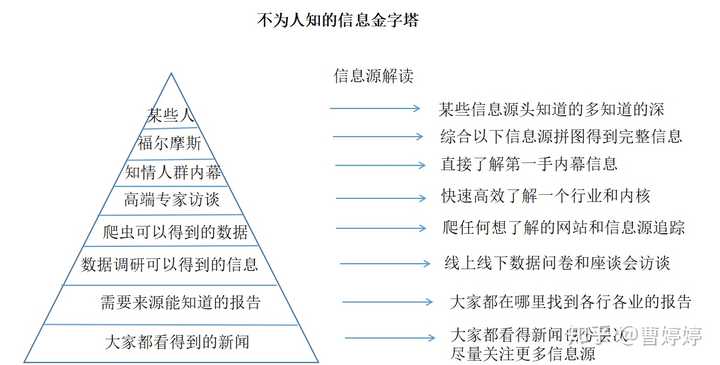 不为人知的信息金字塔
信息源解读
某些人
某些信息源头知道的多知道的深
福尔摩斯
综合以下信息源拼图得到完整信息
知情人群内幕
直接了解第一手内幕信息
高端专家访谈
快速高效了解一个行业和内核
爬虫可以得到的数据
爬任何想了解的网站和信息源追踪
数据调研可以得到的信息
线上线下数据问卷和座谈会访谈
需要来源能知道的报告
大家都在哪里找到各行各业的报告
大家都看得到的新闻
大家都看得新闻
尽量关注更多信息源
知乎 @曹婷婷